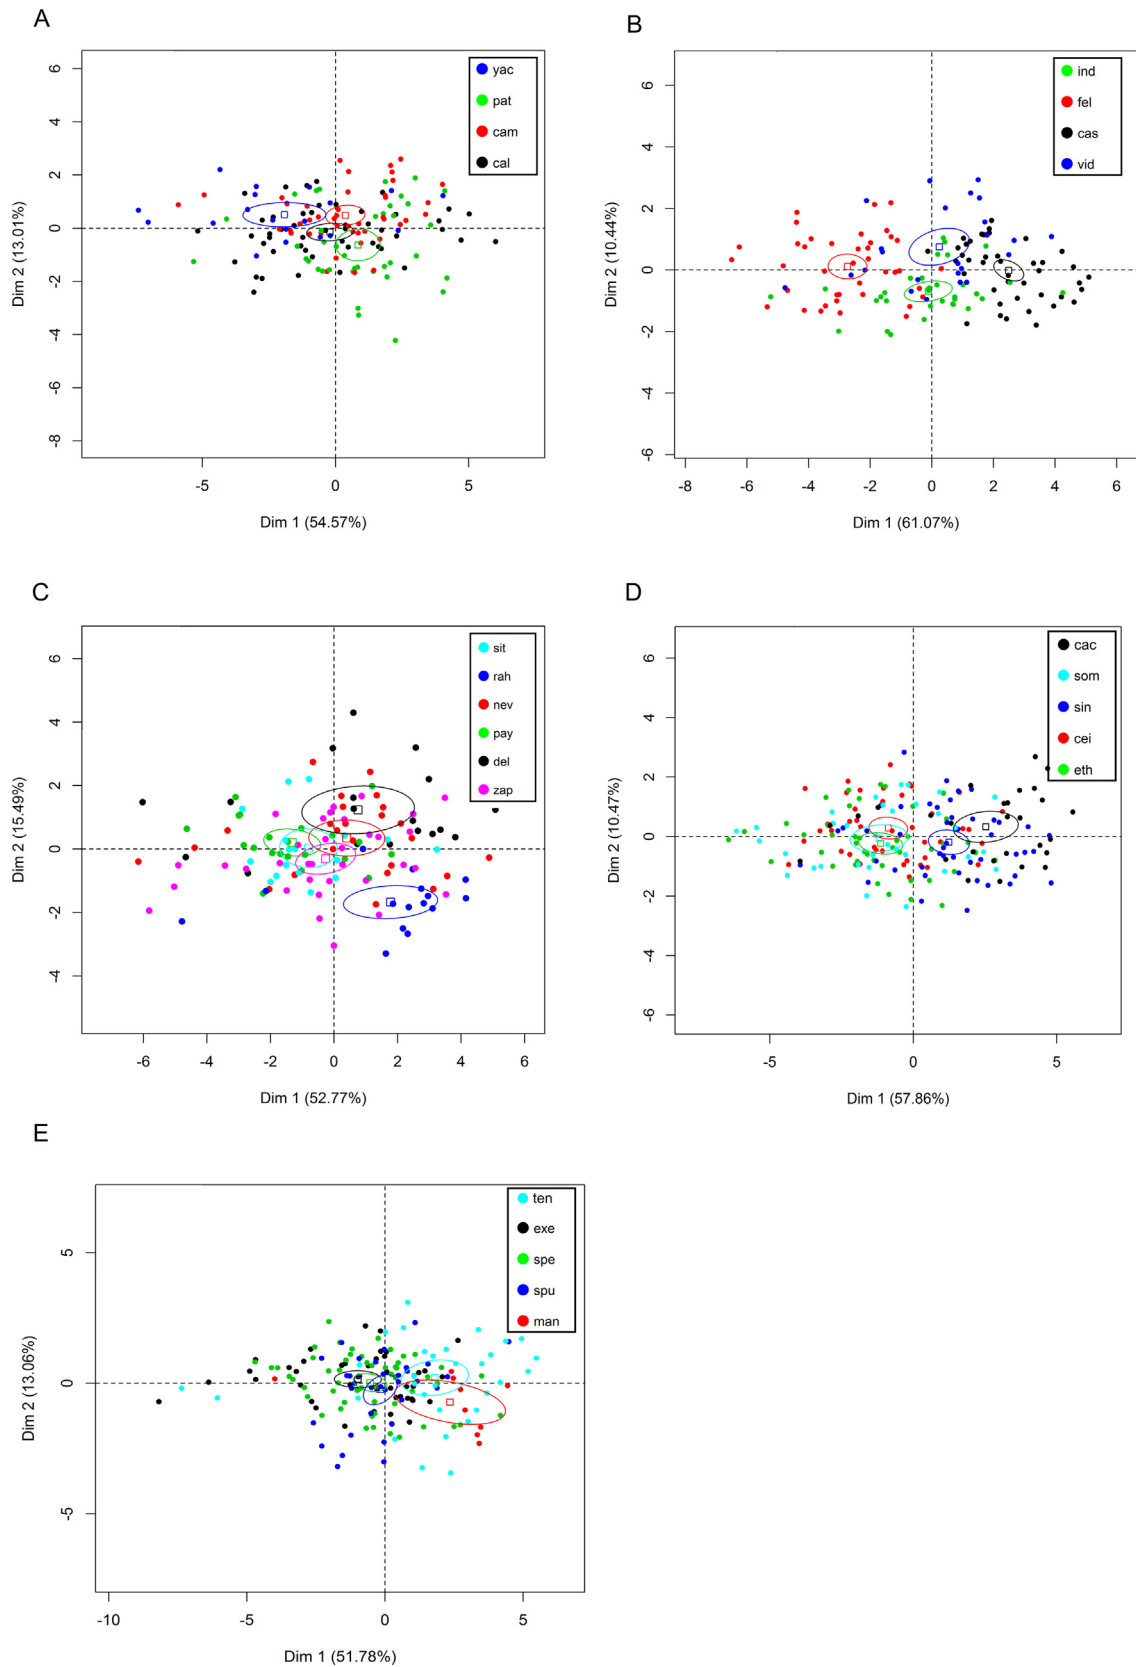 A
6
4
2
0
-2
-4
-6
-8
Dim 2 (13.01%)
yac
pat
cam
cal
-5 0 5
Dim 1 (54.57%)
B
6
4
2
0
-2
-4
-6
Dim 2 (10.44%)
ind
fel
cas
vid
-8 -6 -4 -2 0 2 4 6
Dim 1 (61.07%)
C
6
4
2
0
-2
-4
Dim 2 (15.49%)
sit
rah
nev
pay
del
zap
-6 -4 -2 0 2 4 6
Dim 1 (52.77%)
D
6
4
2
0
-2
-4
-6
Dim 2 (10.47%)
cac
som
sin
cei
eth
-5 0 5
Dim 1 (57.86%)
E
5
0
-5
Dim 2 (13.06%)
ten
exe
spe
spu
man
-10 -5 0 5
Dim 1 (51.78%)